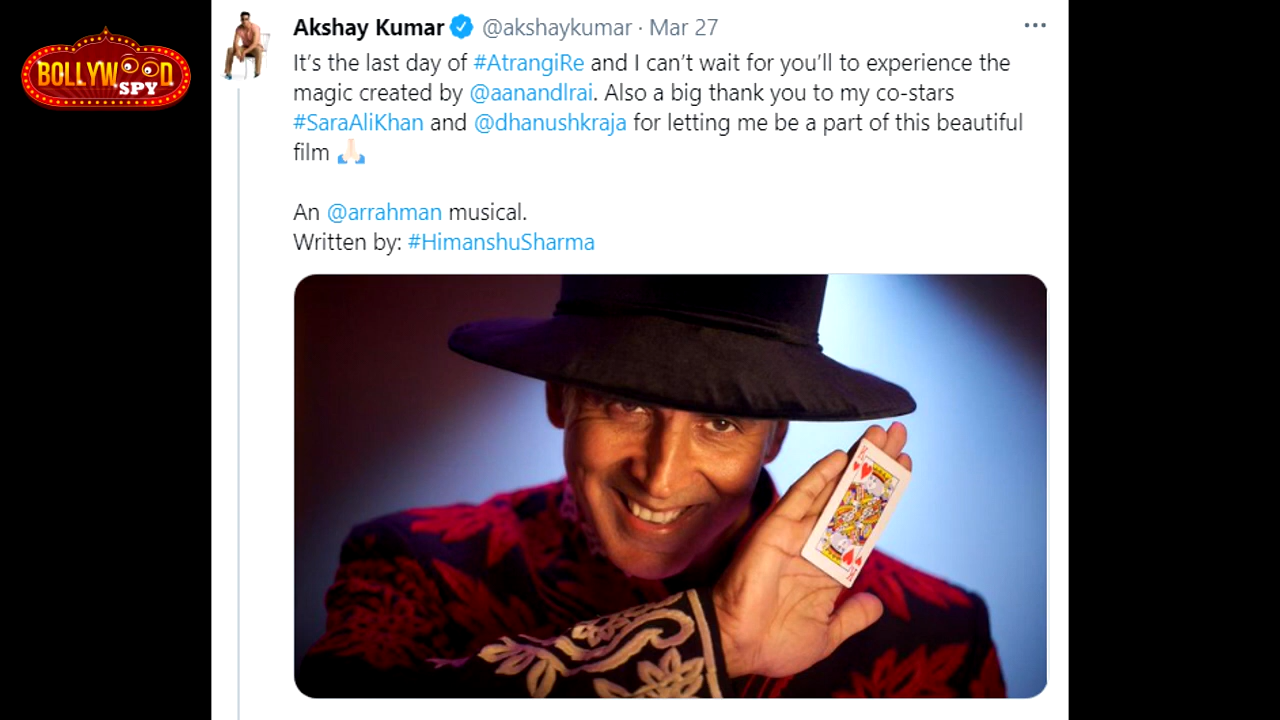 BOLLYWOOD
SPY
Akshay Kumar @akshaykumar · Mar 27
It's the last day of #AtrangiRe and I can't wait for you'll to experience the
magic created by @aanandlrai. Also a big thank you to my co-stars
#SaraAliKhan and @dhanushkraja for letting me be a part of this beautiful
film 🙏🏻
An @arrahman musical.
Written by: #HimanshuSharma